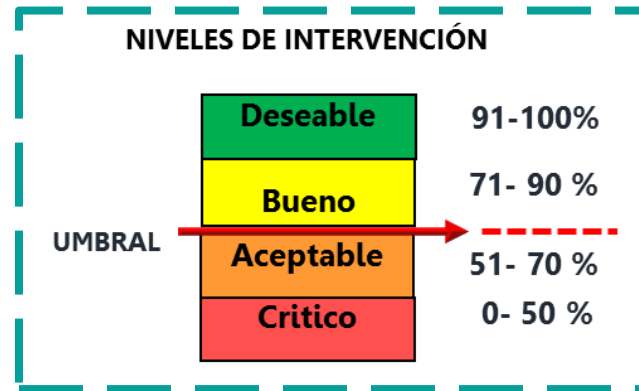 NIVELES DE INTERVENCIÓN
Deseable 91-100%
Bueno 71- 90 %
UMBRAL
Aceptable 51- 70 %
Critico 0- 50 %